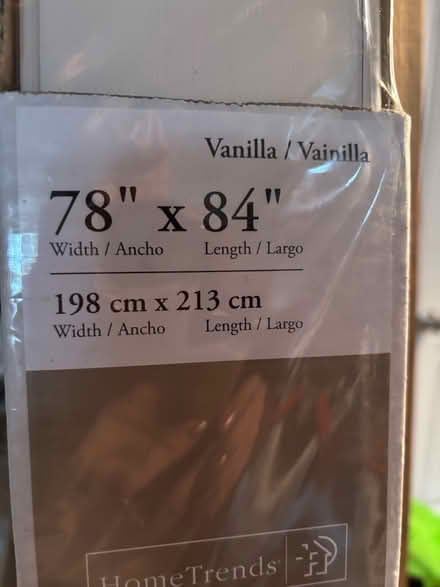 Vanilla / Vainilla
78" x 84"
Width / Ancho Length / Largo
198 cm x 213 cm
Width / Ancho Length / Largo
HomeTrends